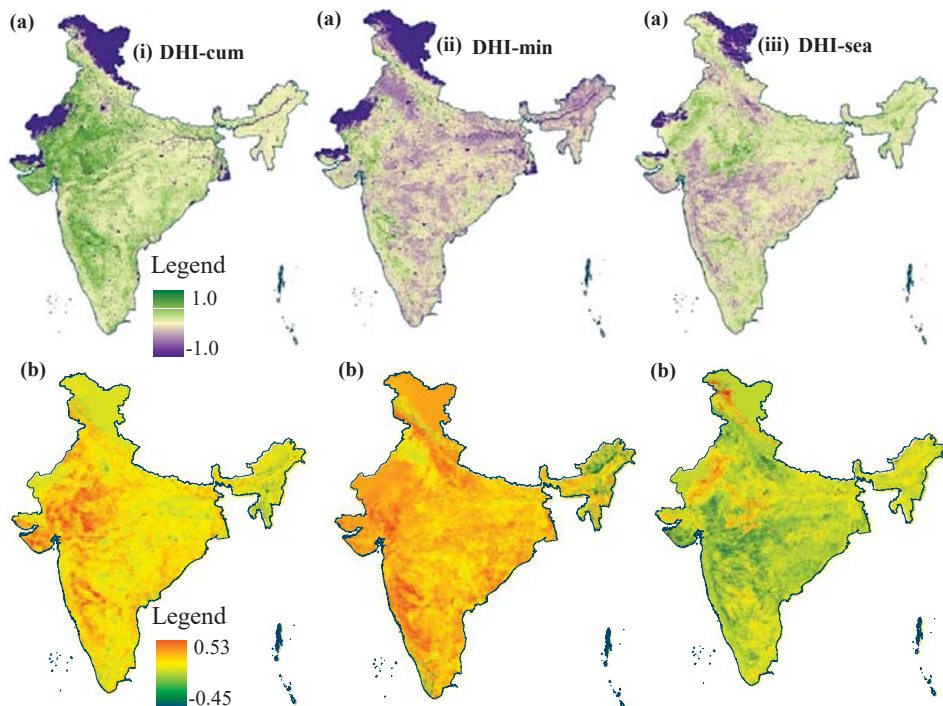 (a)
(i) DHI-cum
(a)
(ii) DHI-min
(a)
(iii) DHI-sea
Legend
1.0
-1.0
(b)
(b)
(b)
Legend
0.53
-0.45